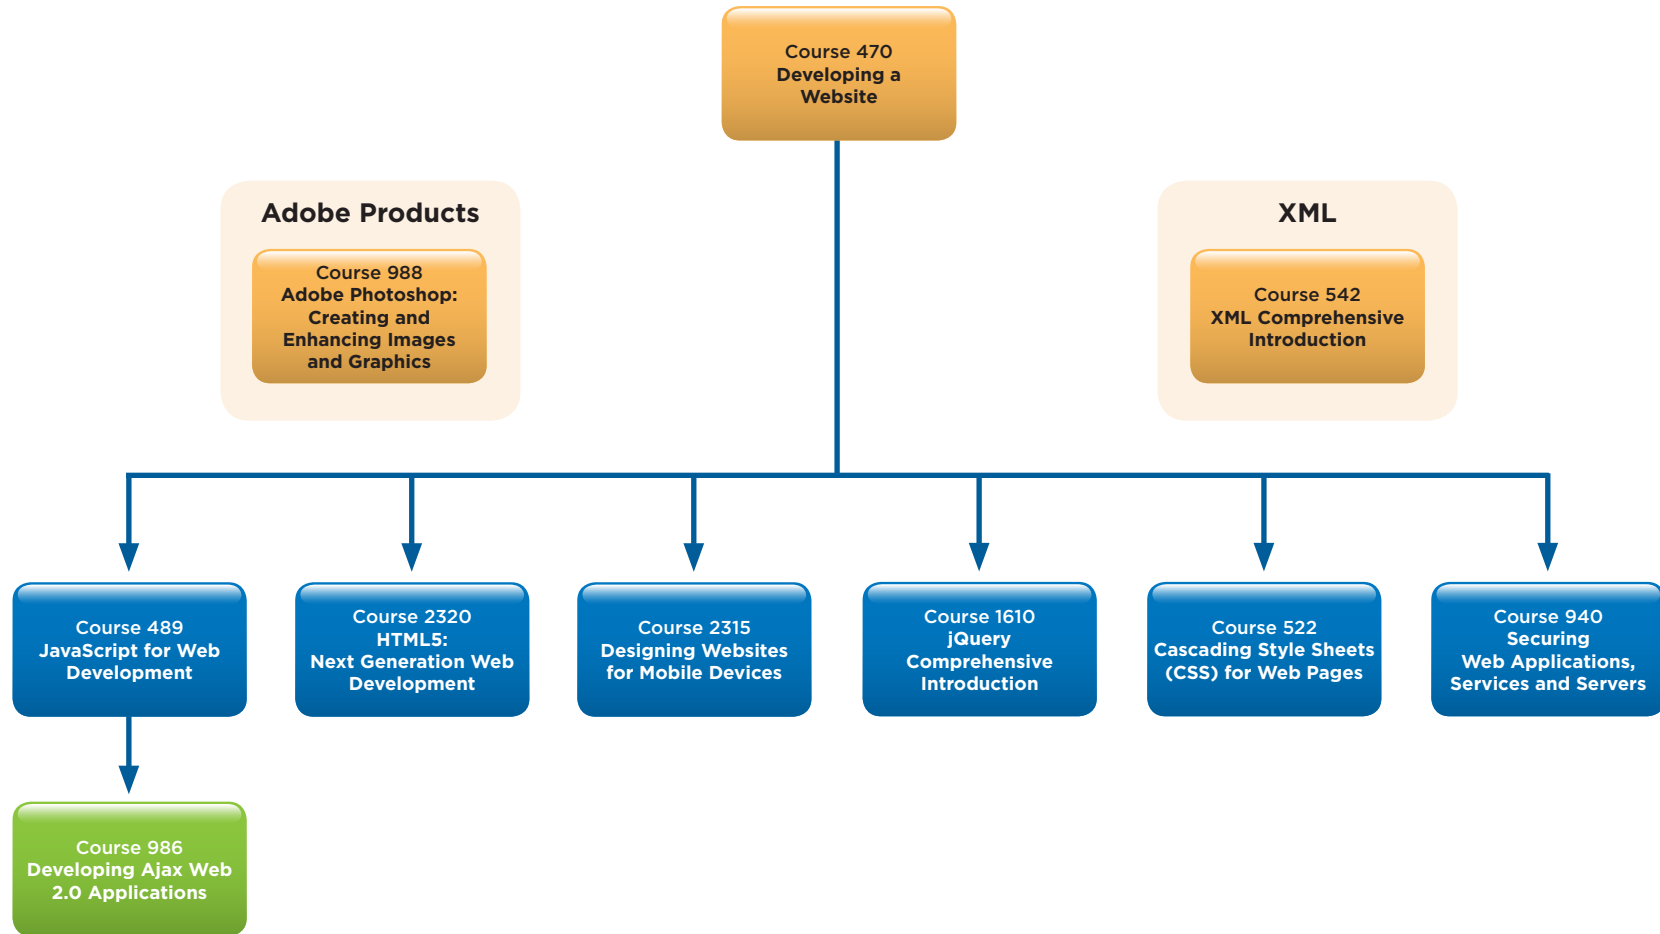 Course 470
Developing a
Website
Adobe Products
Course 988
Adobe Photoshop:
Creating and
Enhancing Images
and Graphics
XML
Course 542
XML Comprehensive
Introduction
Course 489
JavaScript for Web
Development
Course 2320
HTML5:
Next Generation Web
Development
Course 2315
Designing Websites
for Mobile Devices
Course 1610
jQuery
Comprehensive
Introduction
Course 522
Cascading Style Sheets
(CSS) for Web Pages
Course 940
Securing
Web Applications,
Services and Servers
Course 986
Developing Ajax Web
2.0 Applications